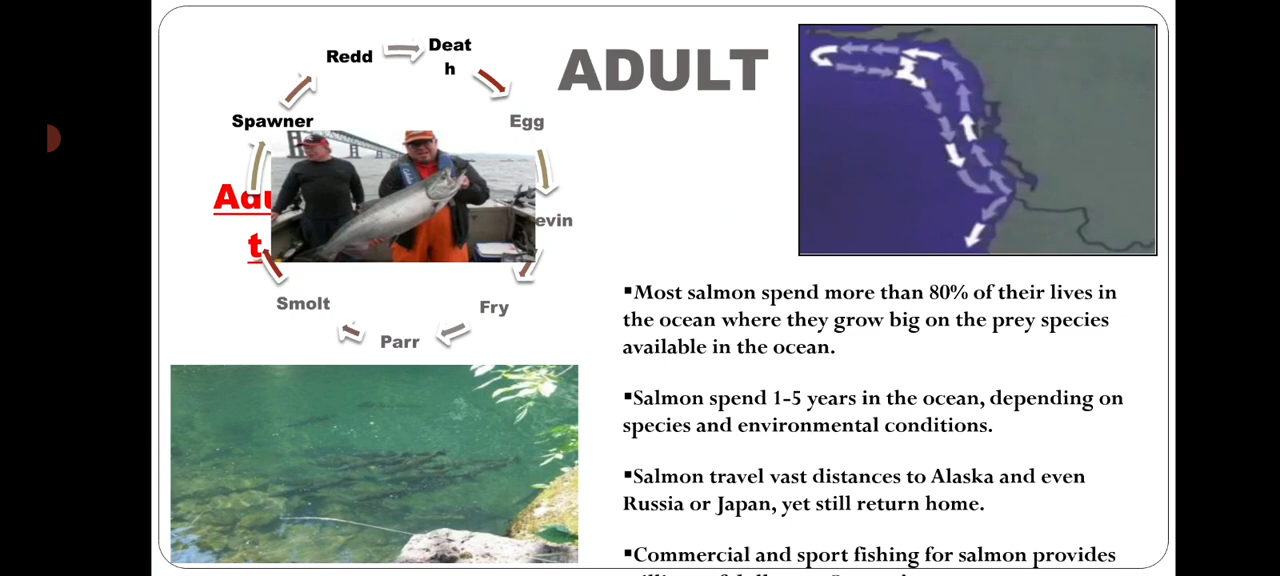 ADULT
Redd
Deat
h
Egg
evin
Fry
Parr
Smolt
Adu
t
Spawner
▪Most salmon spend more than 80% of their lives in
the ocean where they grow big on the prey species
available in the ocean.
▪Salmon spend 1-5 years in the ocean, depending on
species and environmental conditions.
▪Salmon travel vast distances to Alaska and even
Russia or Japan, yet still return home.
▪Commercial and sport fishing for salmon provides